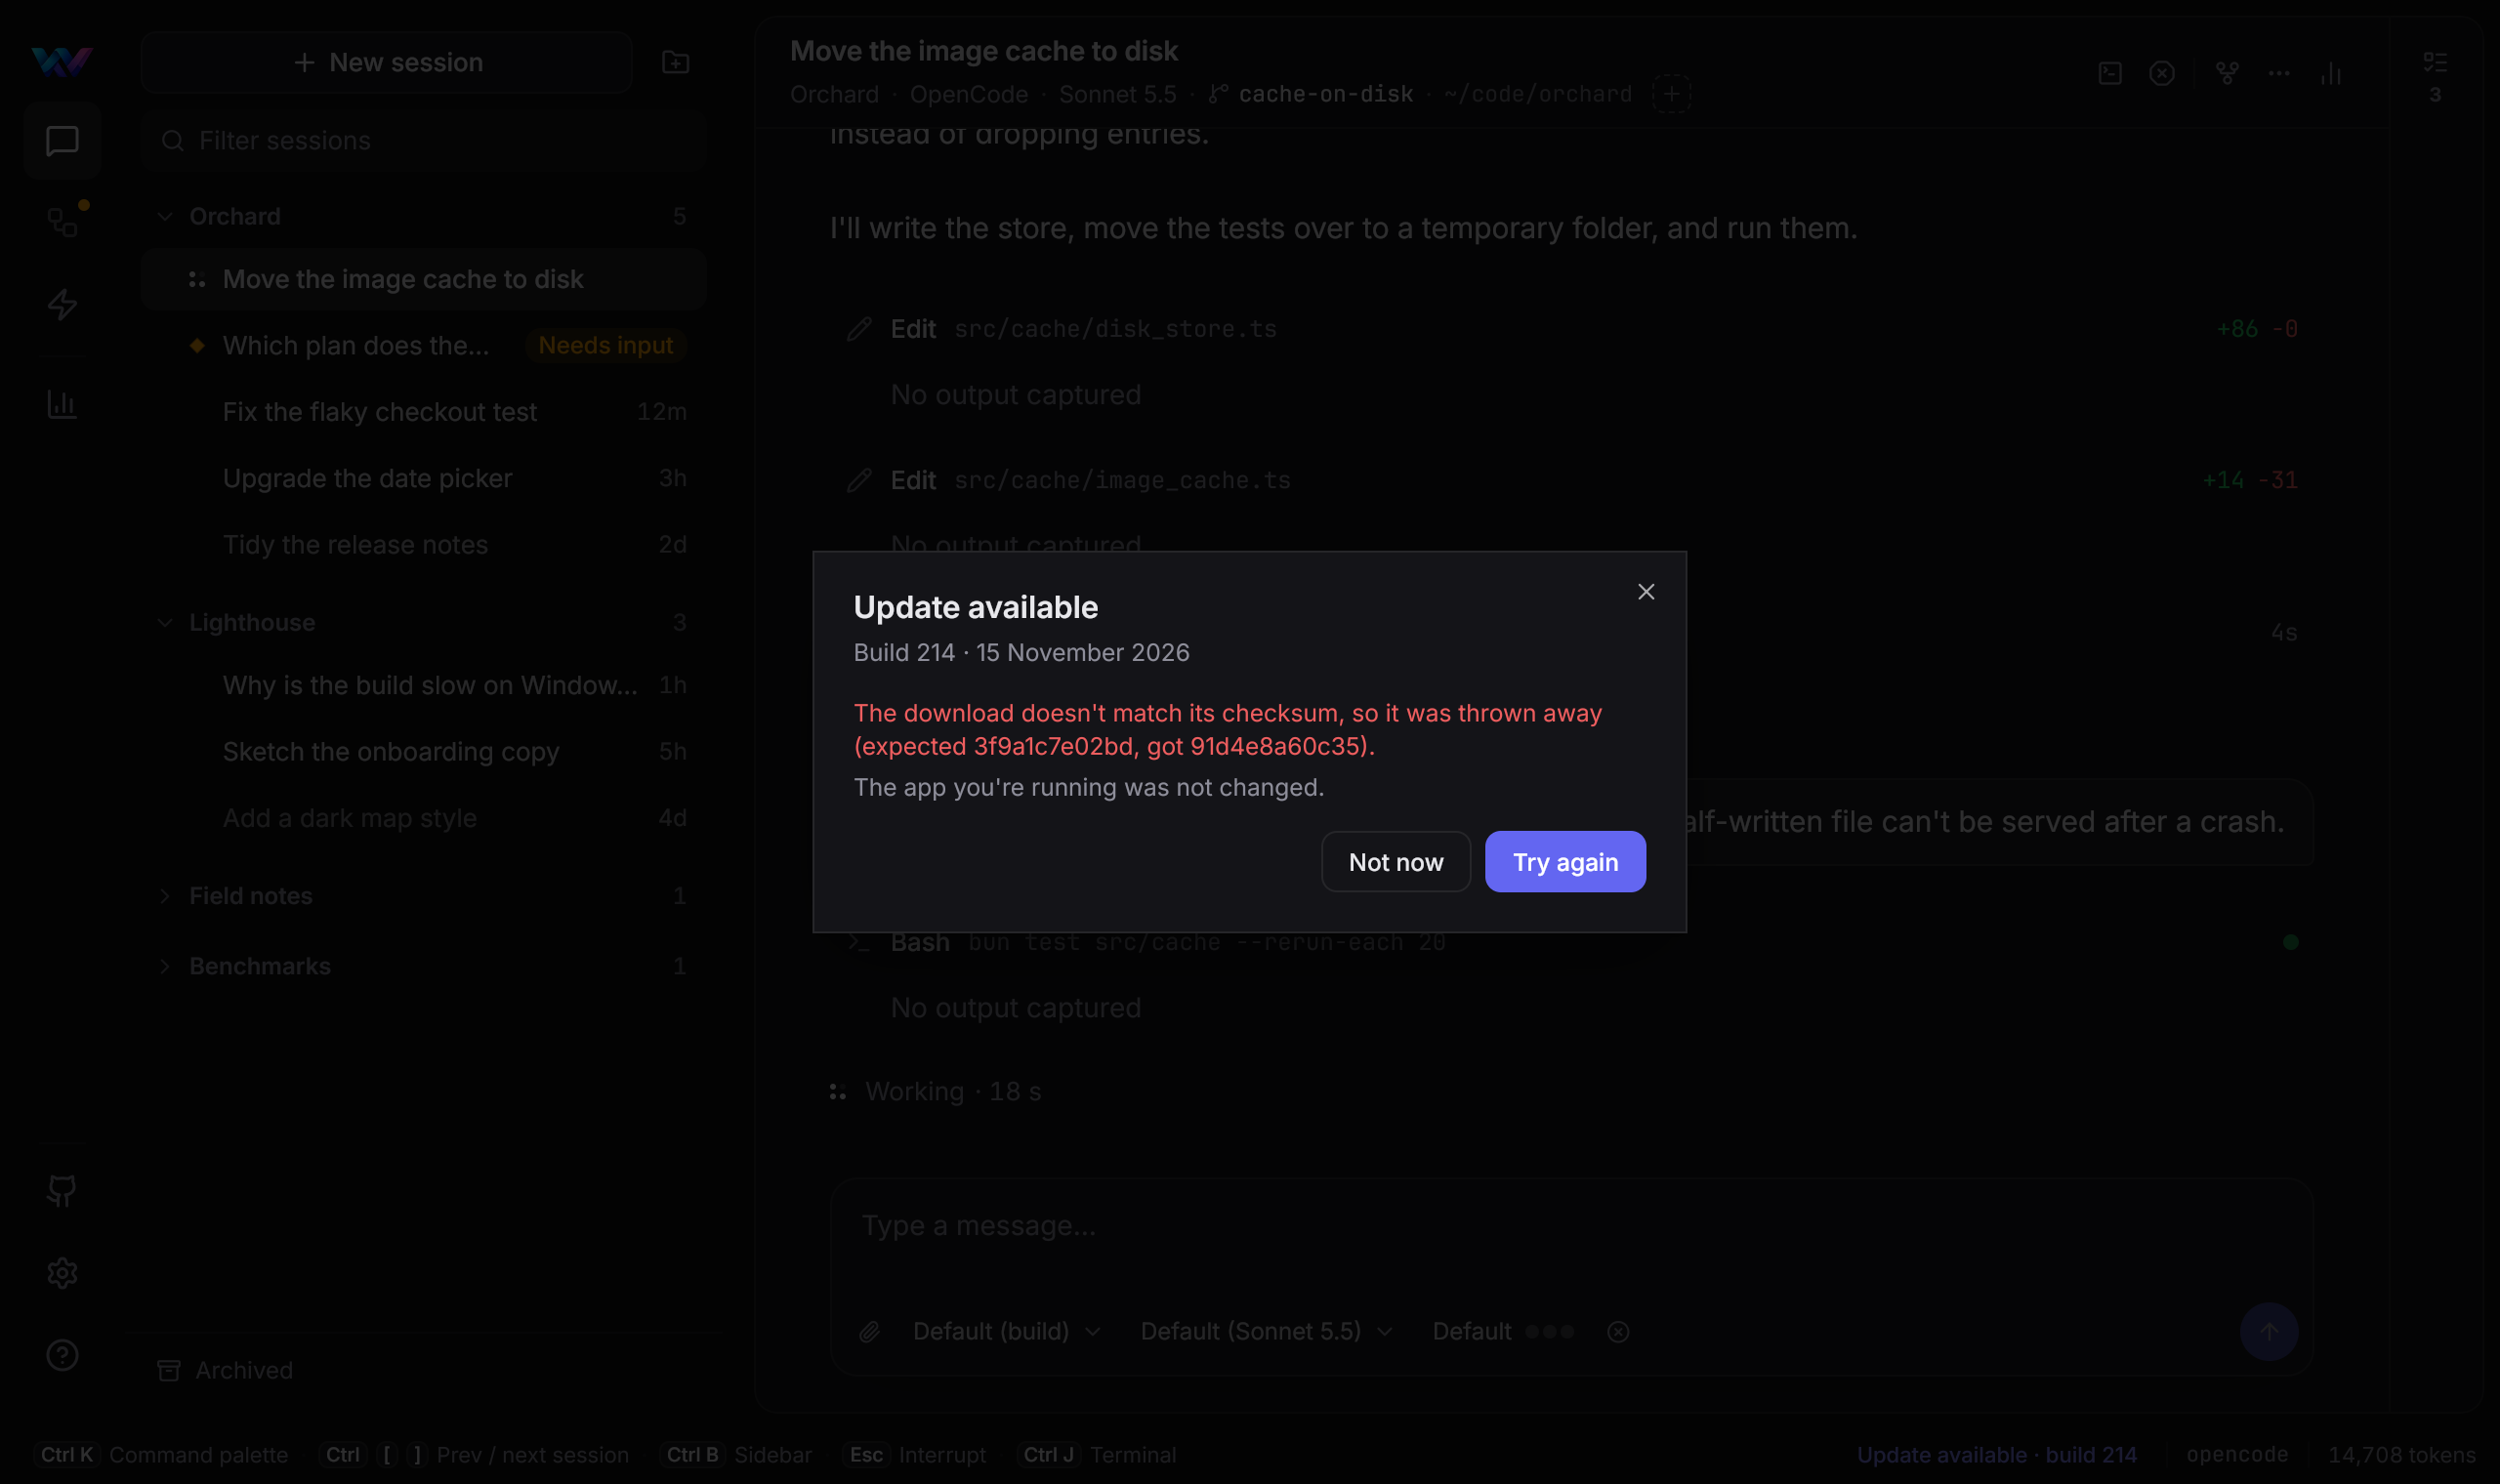 New session
Filter sessions
Orchard 5
Move the image cache to disk
Which plan does the... Needs input
Fix the flaky checkout test 12m
Upgrade the date picker 3h
Tidy the release notes 2d
Lighthouse 3
Why is the build slow on Window... 1h
Sketch the onboarding copy 5h
Add a dark map style 4d
Field notes 1
Benchmarks 1
Archived
Move the image cache to disk
Orchard · OpenCode · Sonnet 5.5 · cache-on-disk · ~/code/orchard
3
instead of dropping entries.
I'll write the store, move the tests over to a temporary folder, and run them.
Edit src/cache/disk_store.ts +86 -0
No output captured
Edit src/cache/image_cache.ts +14 -31
No output captured
4s
Update available
Build 214 · 15 November 2026
The download doesn't match its checksum, so it was thrown away
(expected 3f9a1c7e02bd, got 91d4e8a60c35).
The app you're running was not changed.
Not now
Try again
alf-written file can't be served after a crash.
Bash bun test src/cache --rerun-each 20
No output captured
Working · 18 s
Type a message...
Default (build) Default (Sonnet 5.5) Default
Ctrl K Command palette Ctrl [ ] Prev / next session Ctrl B Sidebar Esc Interrupt Ctrl J Terminal
Update available · build 214 opencode 14,708 tokens